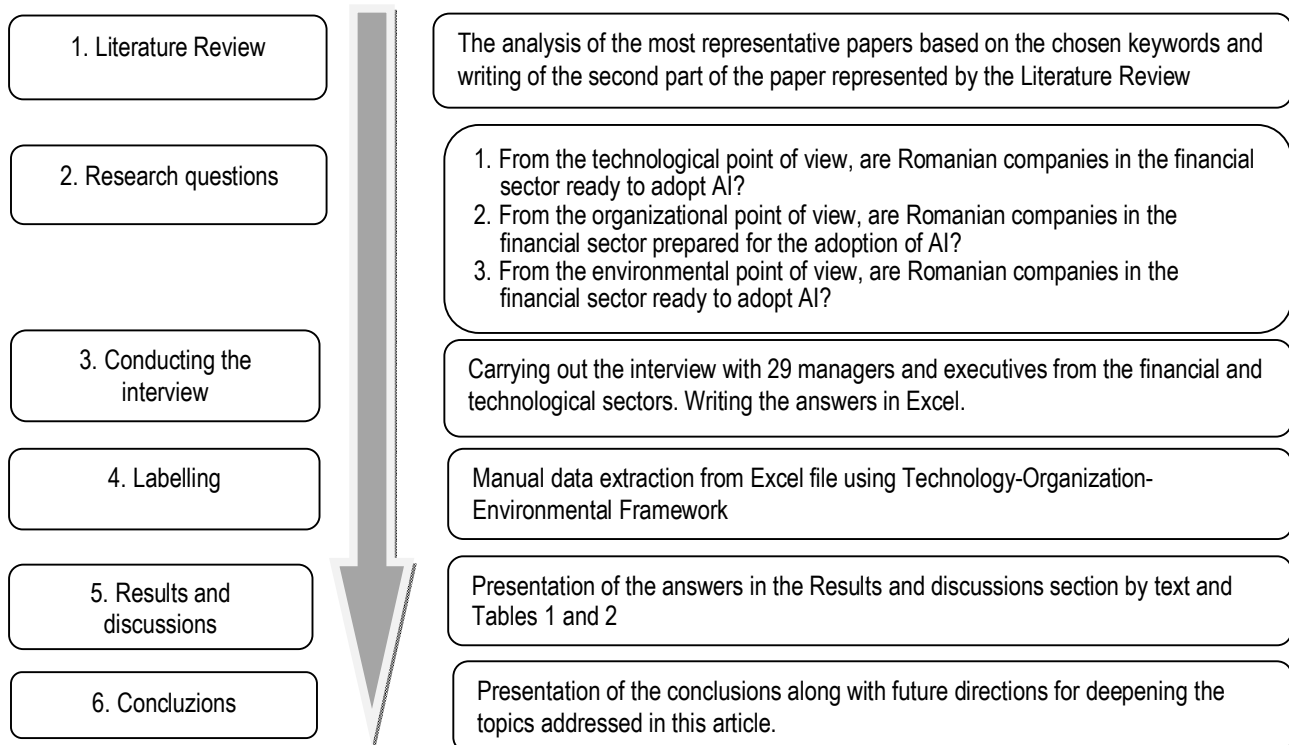 1. Literature Review
The analysis of the most representative papers based on the chosen keywords and
writing of the second part of the paper represented by the Literature Review
2. Research questions
1. From the technological point of view, are Romanian companies in the financial
sector ready to adopt AI?
2. From the organizational point of view, are Romanian companies in the
financial sector prepared for the adoption of AI?
3. From the environmental point of view, are Romanian companies in the
financial sector ready to adopt AI?
3. Conducting the
interview
Carrying out the interview with 29 managers and executives from the financial and
technological sectors. Writing the answers in Excel.
4. Labelling
Manual data extraction from Excel file using Technology-Organization-
Environmental Framework
5. Results and
discussions
Presentation of the answers in the Results and discussions section by text and
Tables 1 and 2
6. Concluzions
Presentation of the conclusions along with future directions for deepening the
topics addressed in this article.